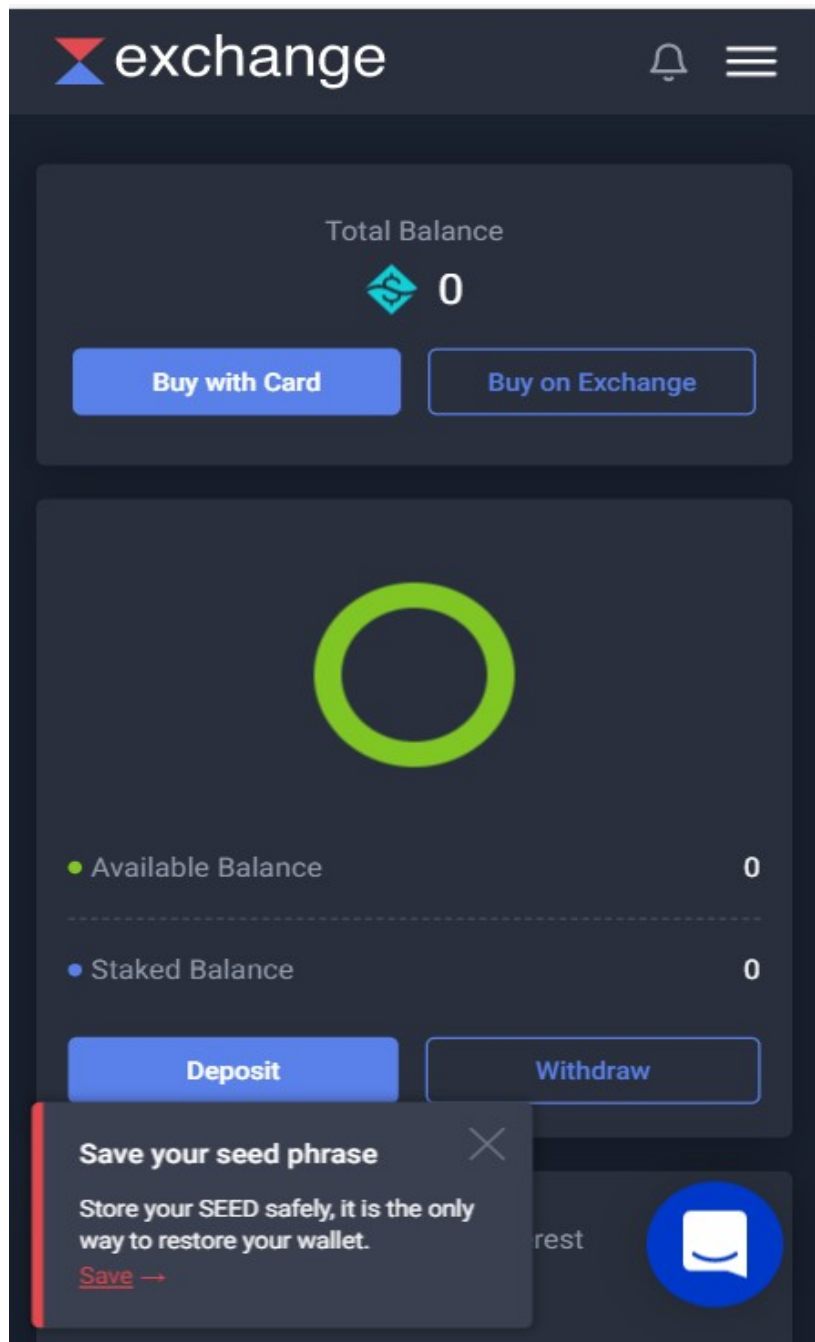 exchange
Total Balance
0
Buy with Card
Buy on Exchange
Available Balance
0
Staked Balance
0
Deposit
Withdraw
Save your seed phrase
Store your SEED safely, it is the only
way to restore your wallet.
Save →
rest